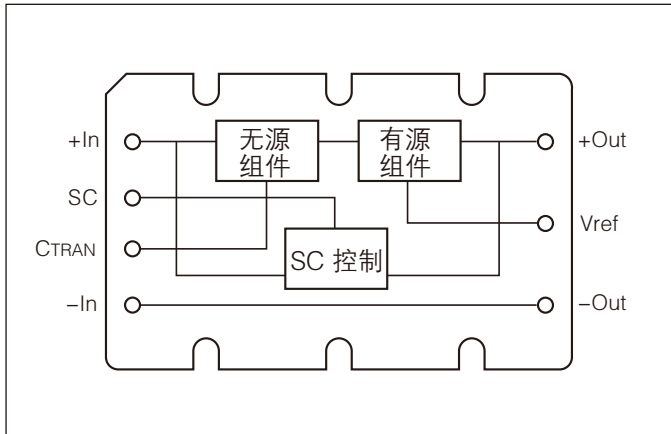 无源
组件
有源
组件
+In
+Out
SC
Vref
CTRAN
SC 控制
–In
–Out